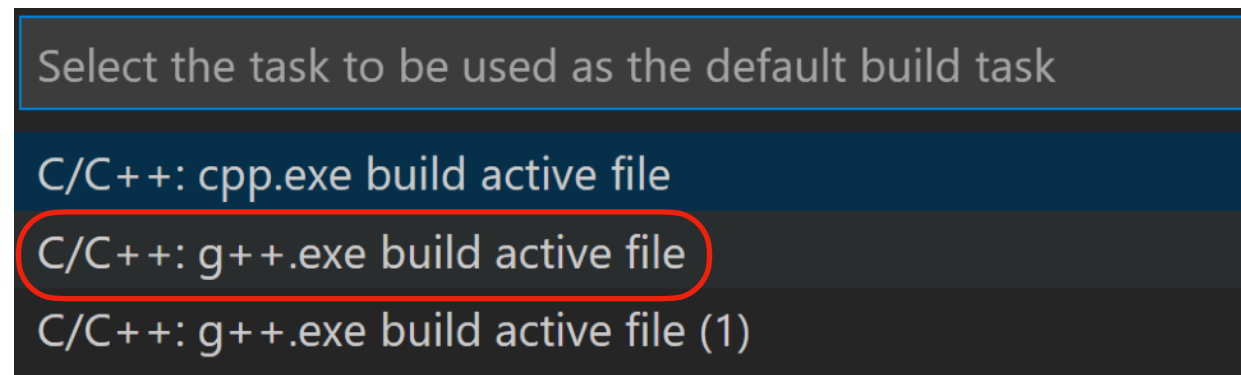 Select the task to be used as the default build task
C/C++: cpp.exe build active file
C/C++: g++.exe build active file
C/C++: g++.exe build active file (1)